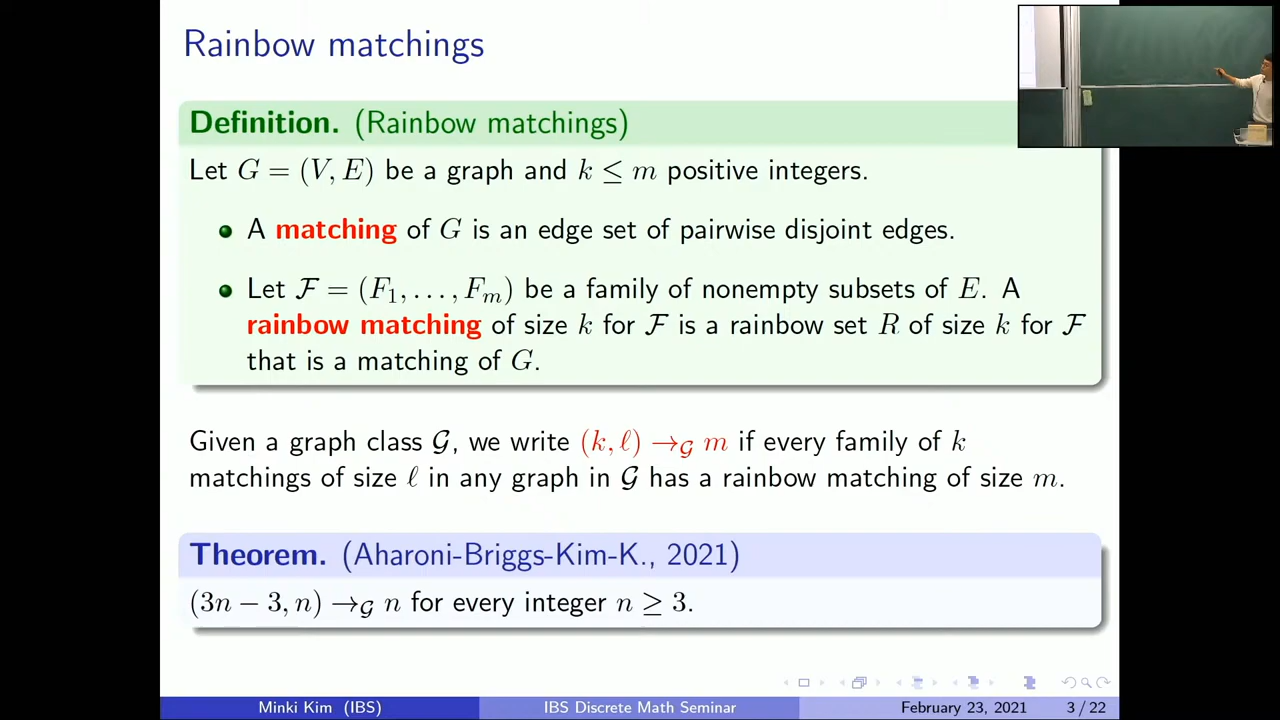 Rainbow matchings
Definition. (Rainbow matchings)
Let G = (V, E) be a graph and k ≤ m positive integers.
A matching of G is an edge set of pairwise disjoint edges.
Let ℱ = (F₁, …, Fₘ) be a family of nonempty subsets of E. A
rainbow matching of size k for ℱ is a rainbow set R of size k for ℱ
that is a matching of G.
Given a graph class 𝒢, we write (k, ℓ) →_𝒢 m if every family of k
matchings of size ℓ in any graph in 𝒢 has a rainbow matching of size m.
Theorem. (Aharoni-Briggs-Kim-K., 2021)
(3n − 3, n) →_𝒢 n for every integer n ≥ 3.
Minki Kim (IBS) IBS Discrete Math Seminar February 23, 2021 3 / 22